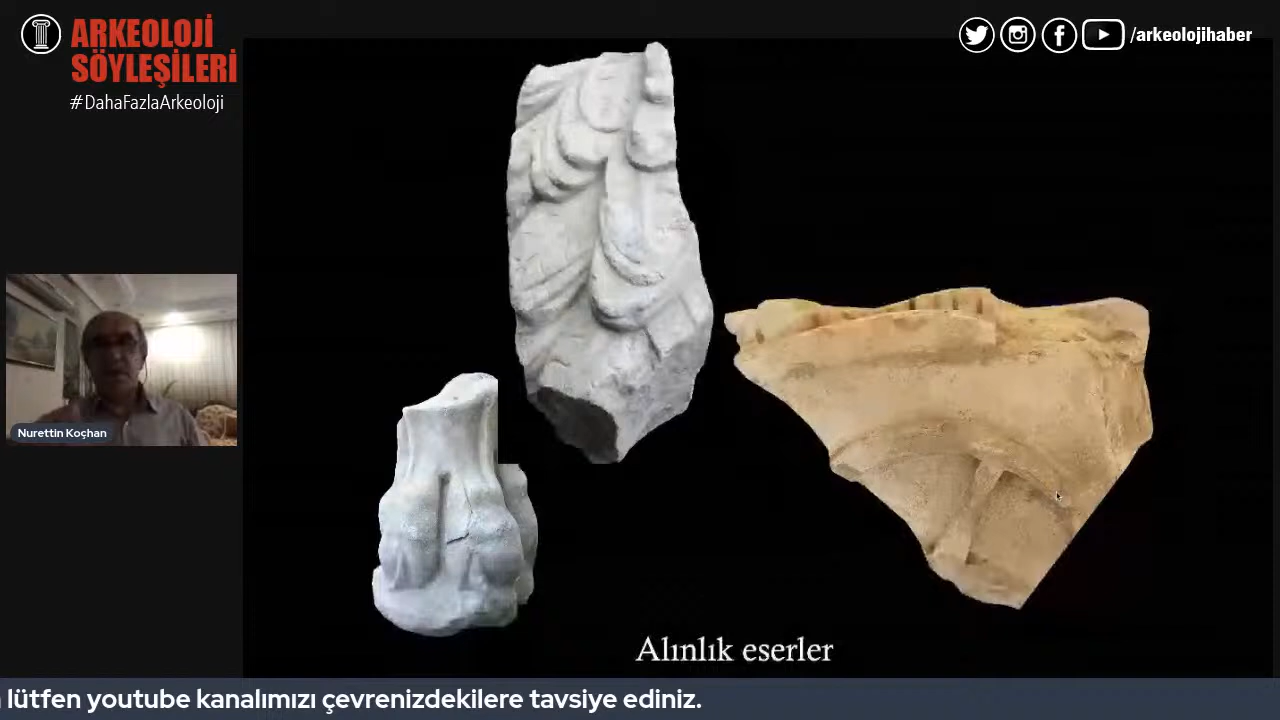 ARKEOLOJİ
SÖYLEŞİLERİ
#DahaFazlaArkeoloji
/arkeolojihaber
Nurettin Koçhan
Alınlık eserler
lütfen youtube kanalımızı çevrenizdekilere tavsiye ediniz.